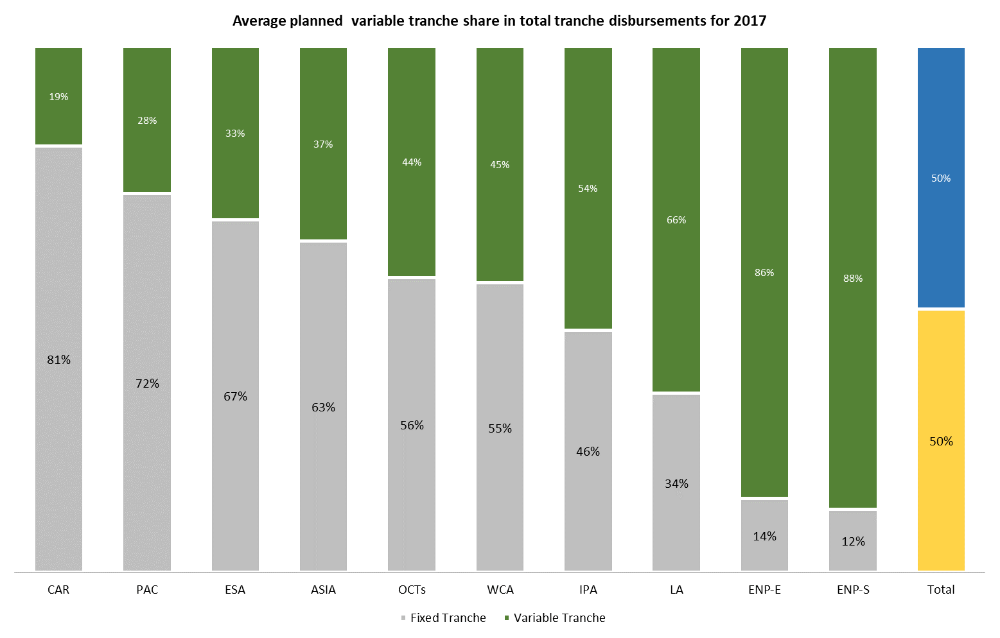 Average planned  variable tranche share in total tranche disbursements for 2017
19% 28% 33% 37% 44% 45% 54% 66% 86% 88% 50%
81% 72% 67% 63% 56% 55% 46% 34% 14% 12% 50%
CAR PAC ESA ASIA OCTs WCA IPA LA ENP-E ENP-S Total
Fixed Tranche Variable Tranche